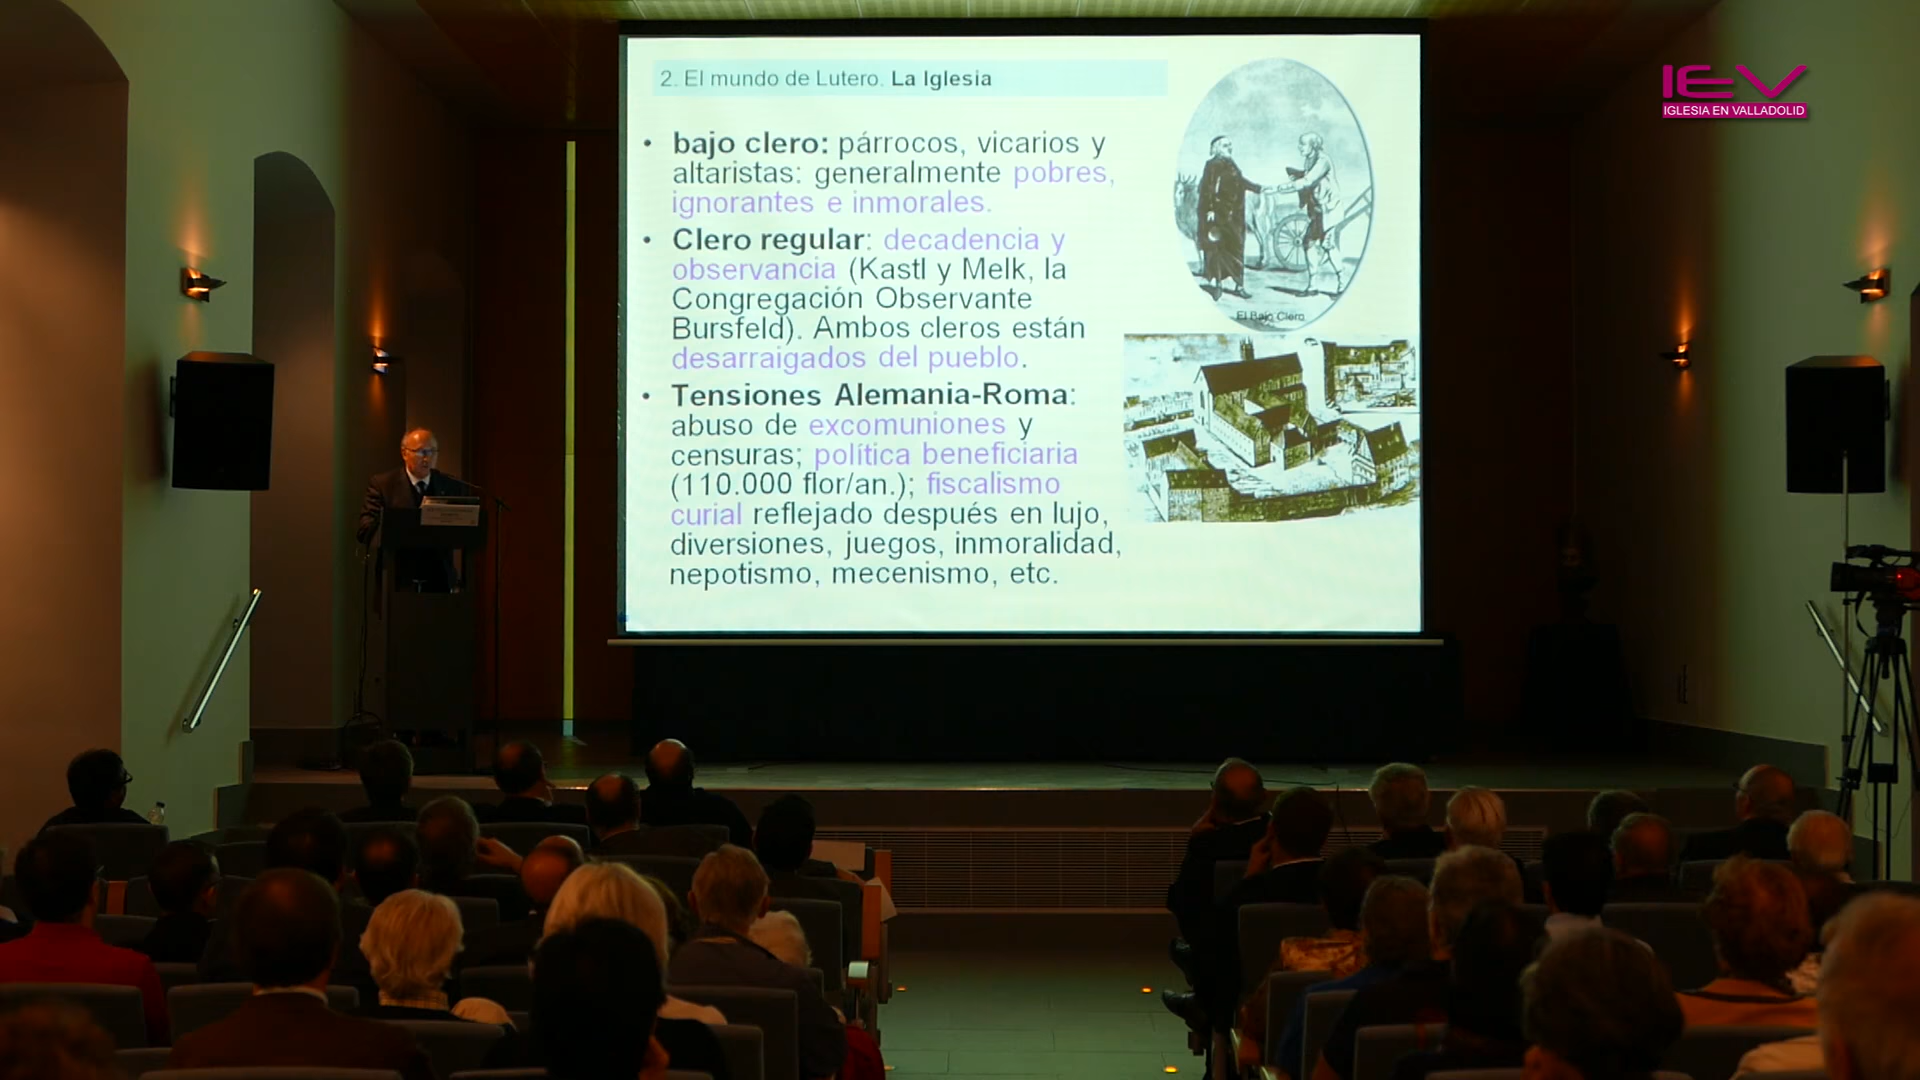 2. El mundo de Lutero. La Iglesia
• bajo clero: párrocos, vicarios y
altaristas: generalmente pobres,
ignorantes e inmorales.
• Clero regular: decadencia y
observancia (Kastl y Melk, la
Congregación Observante
Bursfeld). Ambos cleros están
desarraigados del pueblo.
• Tensiones Alemania-Roma:
abuso de excomuniones y
censuras; política beneficiaria
(110.000 flor/an.); fiscalismo
curial reflejado después en lujo,
diversiones, juegos, inmoralidad,
nepotismo, mecenismo, etc.
El Bajo Clero
IEV
IGLESIA EN VALLADOLID